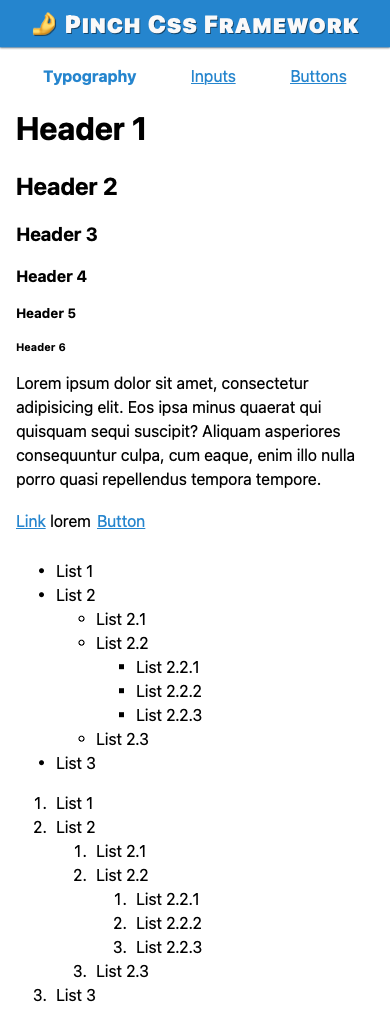 🤌 Pinch Css Framework
Typography Inputs Buttons
Header 1
Header 2
Header 3
Header 4
Header 5
Header 6
Lorem ipsum dolor sit amet, consectetur
adipisicing elit. Eos ipsa minus quaerat qui
quisquam sequi suscipit? Aliquam asperiores
consequuntur culpa, cum eaque, enim illo nulla
porro quasi repellendus tempora tempore.
Link lorem Button
• List 1
• List 2
◦ List 2.1
◦ List 2.2
▪ List 2.2.1
▪ List 2.2.2
▪ List 2.2.3
◦ List 2.3
• List 3
1. List 1
2. List 2
1. List 2.1
2. List 2.2
1. List 2.2.1
2. List 2.2.2
3. List 2.2.3
3. List 2.3
3. List 3